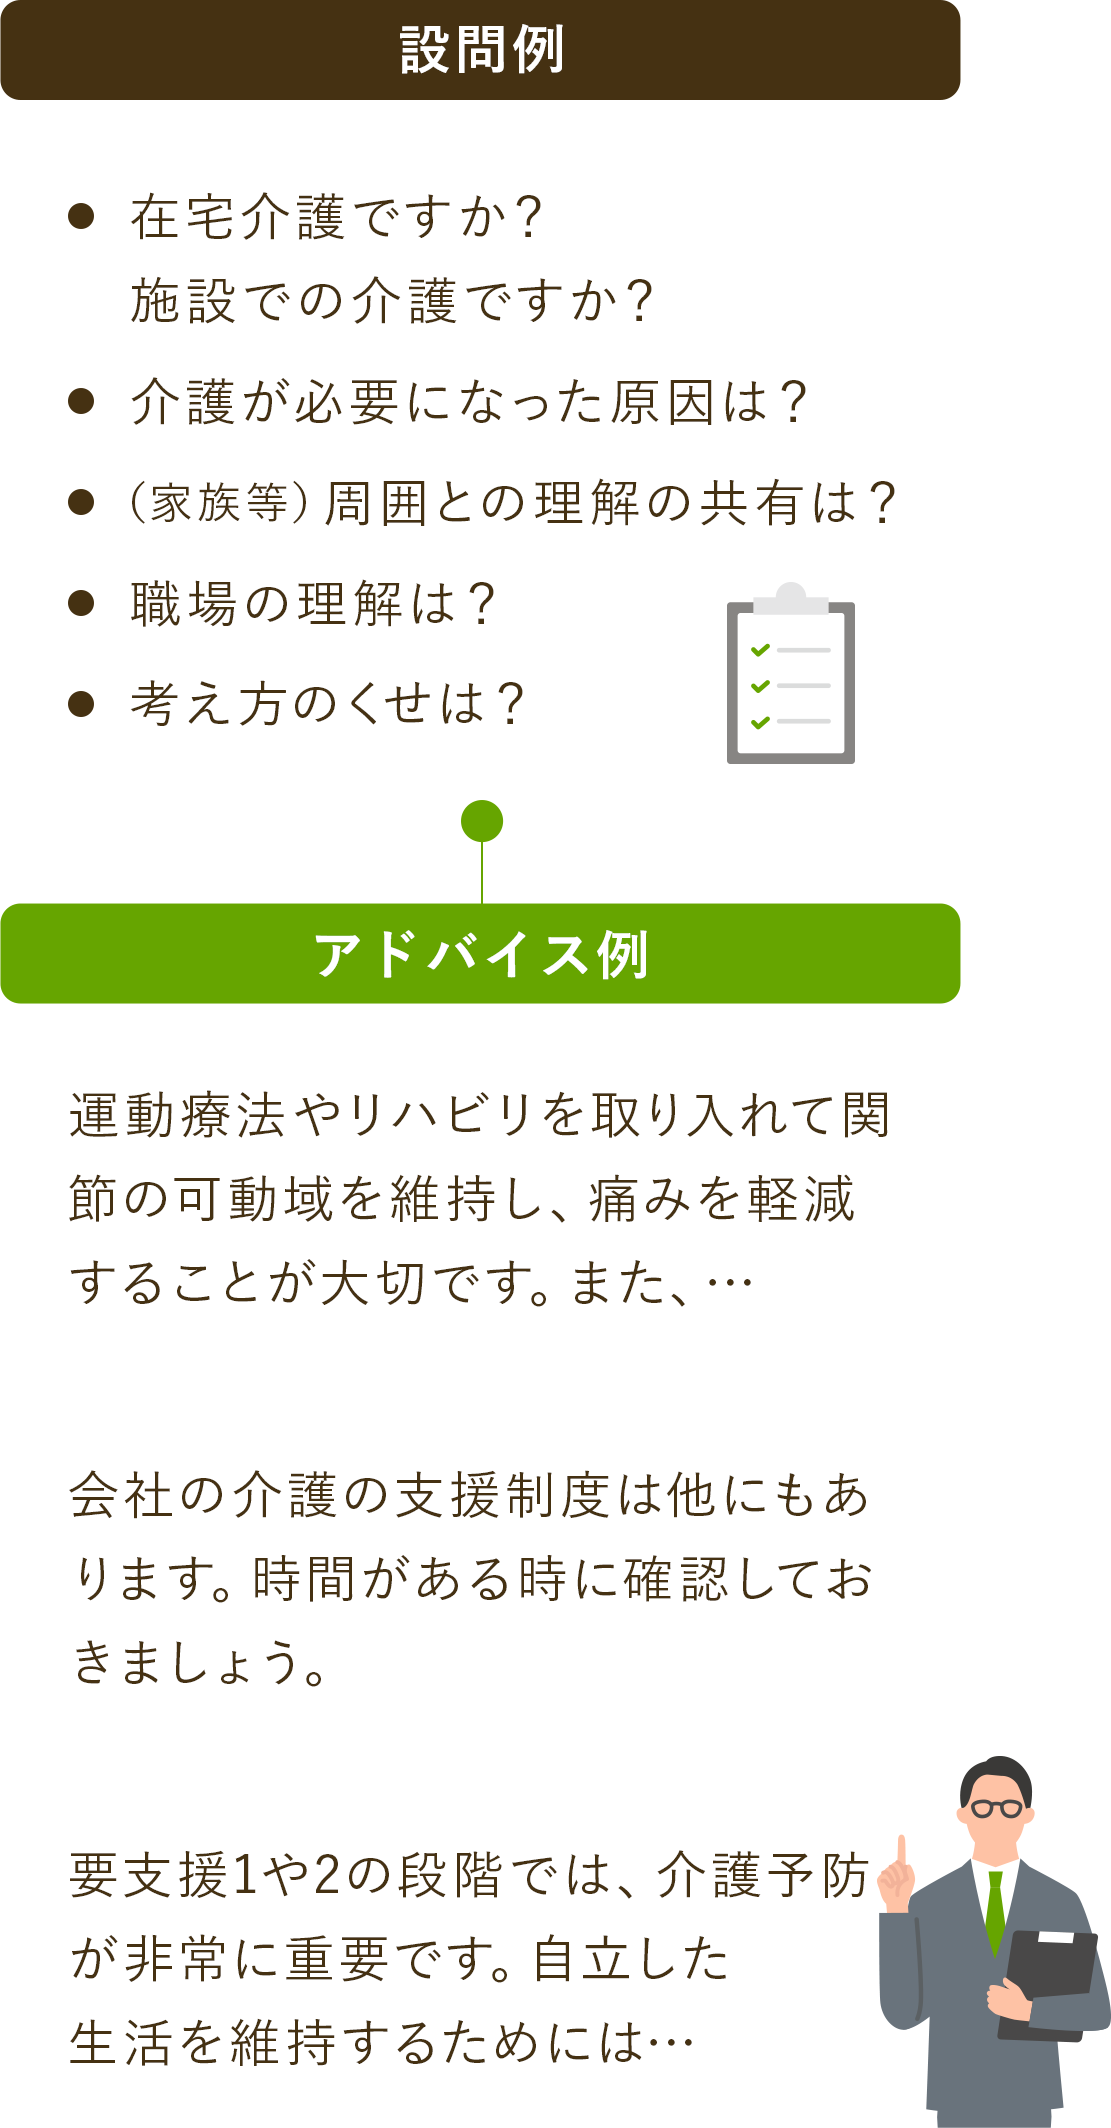 設問例
● 在宅介護ですか？
施設での介護ですか？
● 介護が必要になった原因は？
● （家族等）周囲との理解の共有は？
● 職場の理解は？
● 考え方のくせは？
アドバイス例
運動療法やリハビリを取り入れて関
節の可動域を維持し、痛みを軽減
することが大切です。また、…
会社の介護の支援制度は他にもあ
ります。時間がある時に確認してお
きましょう。
要支援1や2の段階では、介護予防
が非常に重要です。自立した
生活を維持するためには…